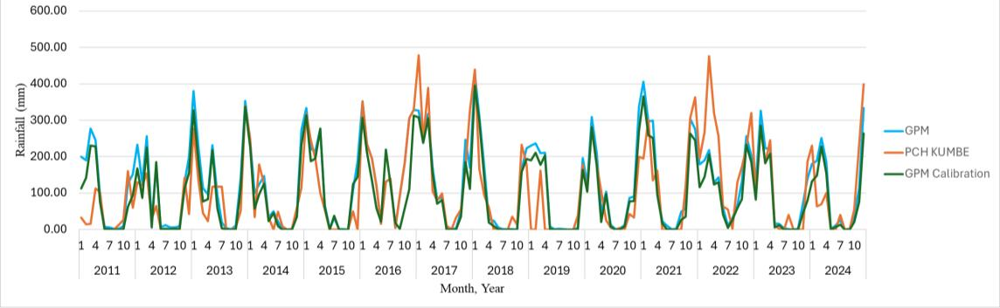 600.00
500.00
400.00
300.00
200.00
100.00
0.00
Rainfall (mm)
GPM
PCH KUMBE
GPM Calibration
1 4 7 10 1 4 7 10 1 4 7 10 1 4 7 10 1 4 7 10 1 4 7 10 1 4 7 10 1 4 7 10 1 4 7 10 1 4 7 10 1 4 7 10 1 4 7 10 1 4 7 10 1 4 7 10
2011 2012 2013 2014 2015 2016 2017 2018 2019 2020 2021 2022 2023 2024
Month, Year